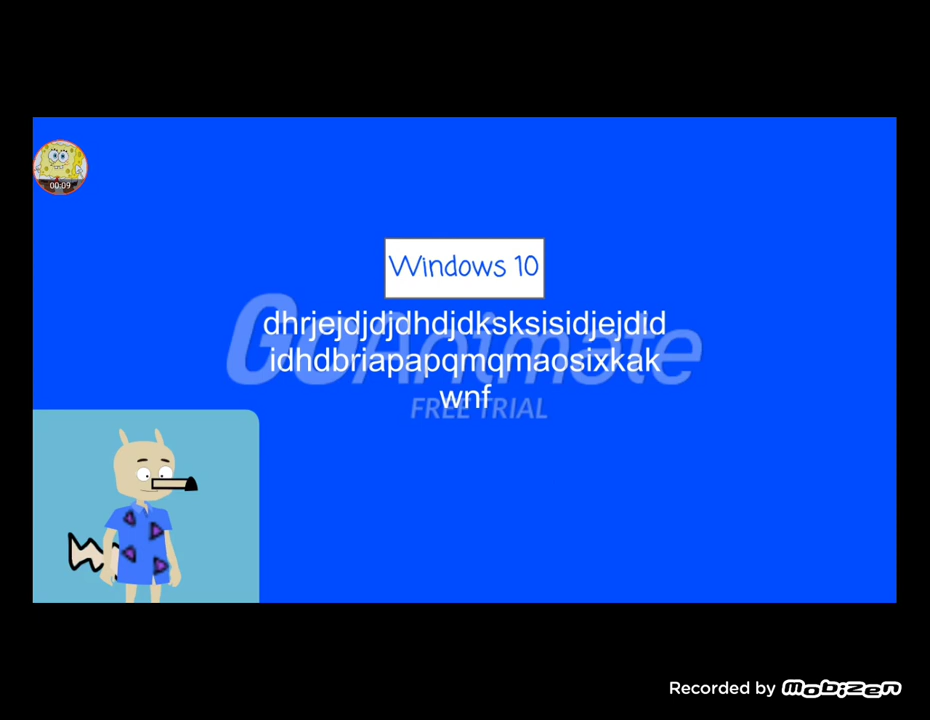 00:09
Windows 10
dhrjejdjdjdhdjdksksisidjejdid
idhdbriapapqmqmaosixkak
wnf
GoAnimate
FREE TRIAL
Recorded by mobizen